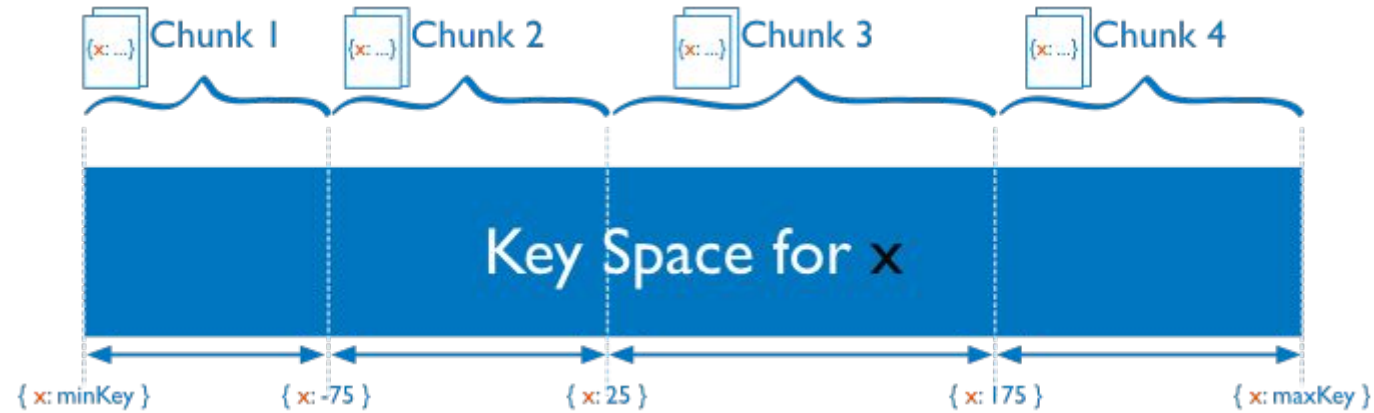 {x: ...} Chunk 1
{x: ...} Chunk 2
{x: ...} Chunk 3
{x: ...} Chunk 4
Key Space for x
{ x: minKey }
{ x: -75 }
{ x: 25 }
{ x: 175 }
{ x: maxKey }